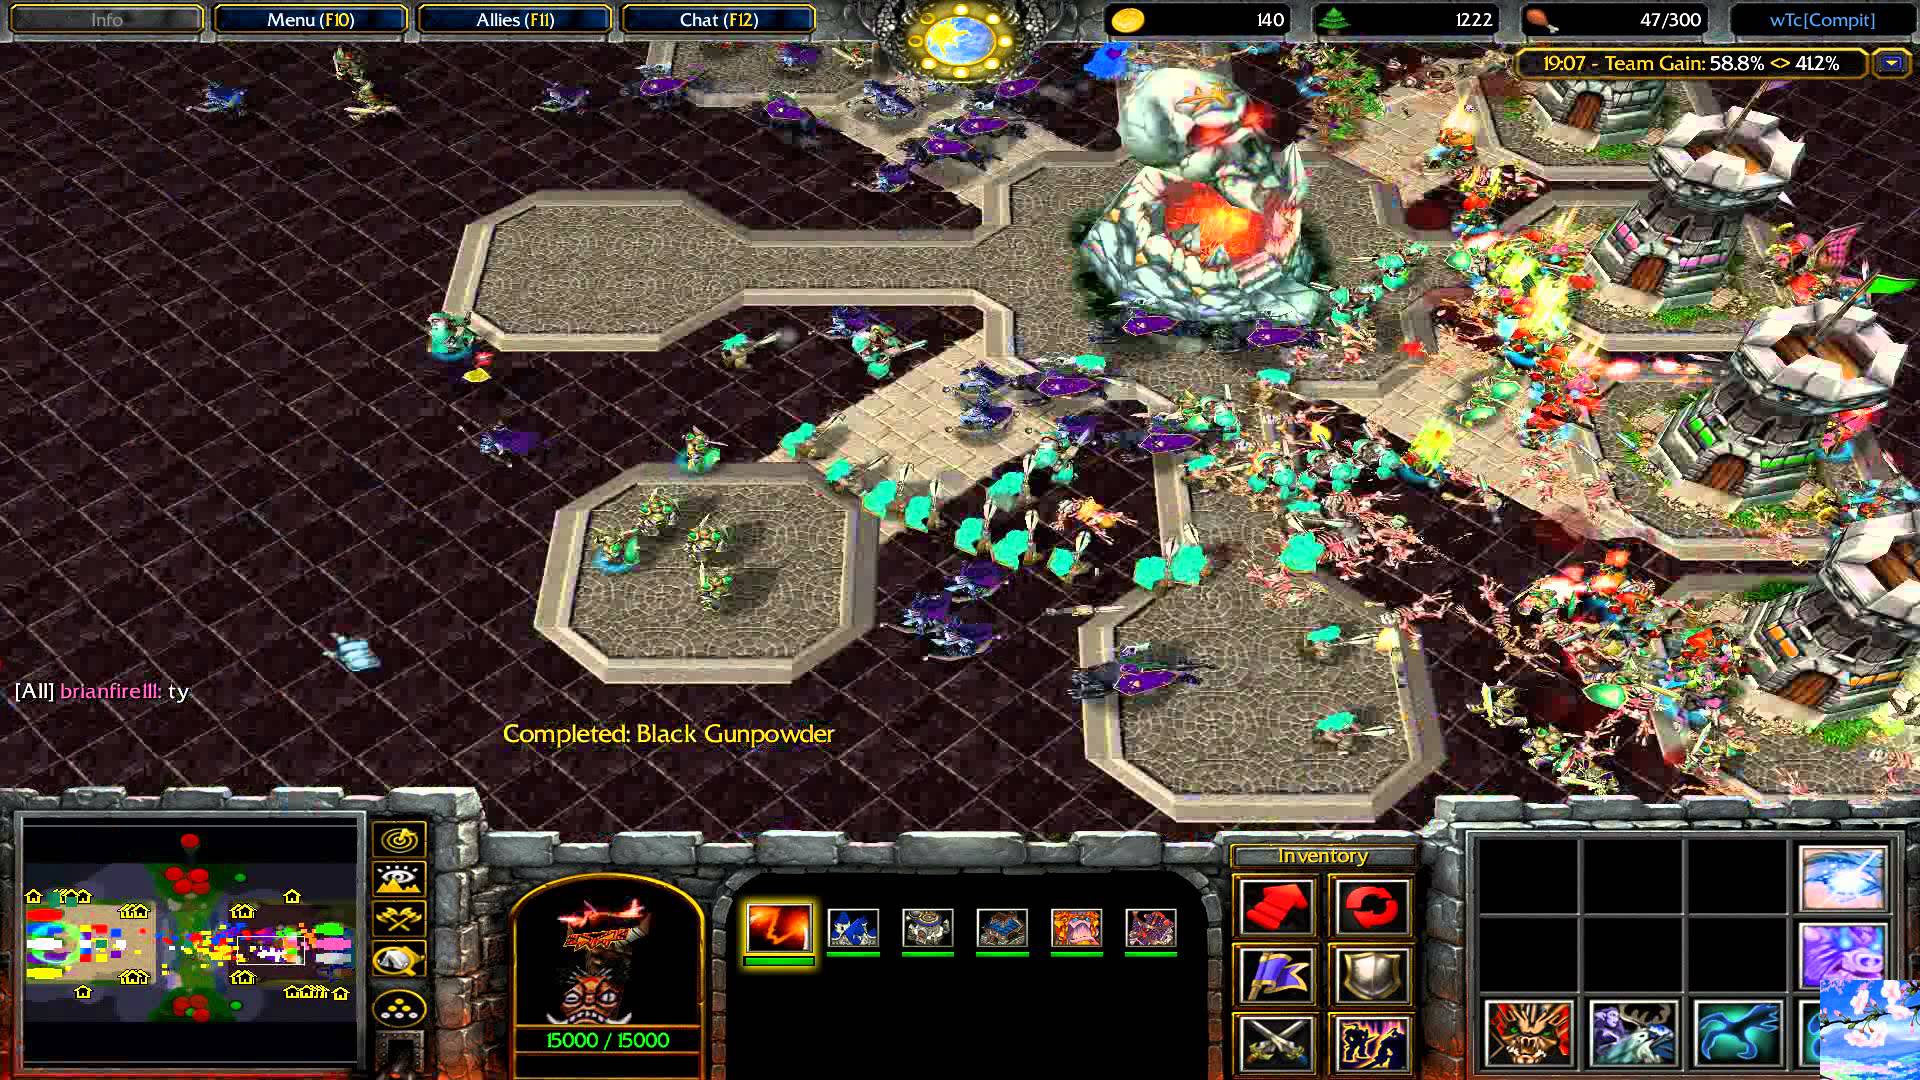 Info
Menu (F10)
Allies (F11)
Chat (F12)
140
1222
47/300
wTc[Compit]
19:07 - Team Gain: 58.8% <> 41.2%
[All] brianfire111: ty
Completed: Black Gunpowder
Inventory
15000 / 15000